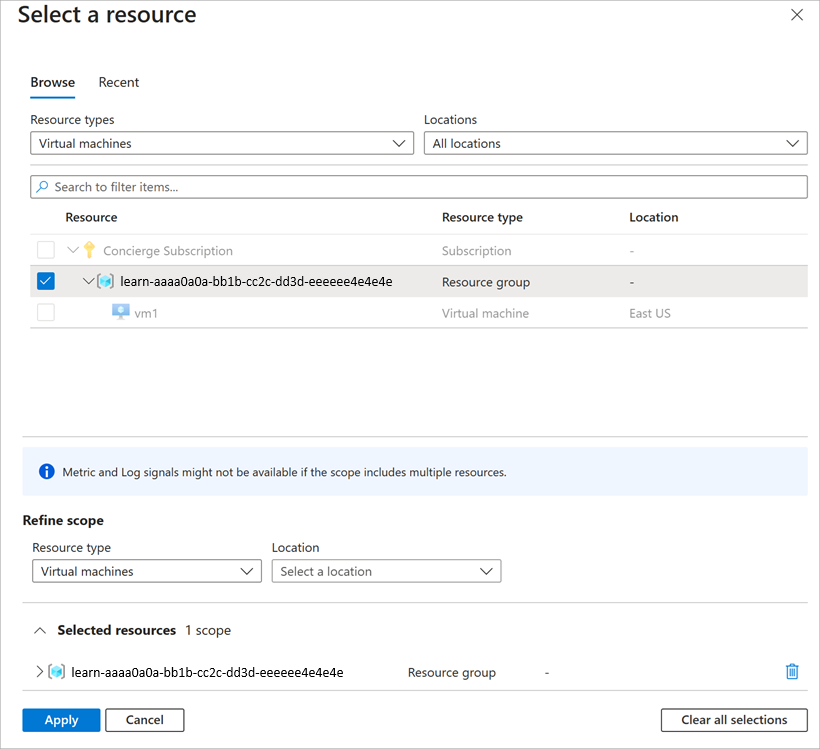 Select a resource
Browse Recent
Resource types Locations
Virtual machines All locations
Search to filter items...
Resource Resource type Location
Concierge Subscription Subscription -
learn-aaaa0a0a-bb1b-cc2c-dd3d-eeeeee4e4e4e Resource group -
vm1 Virtual machine East US
Metric and Log signals might not be available if the scope includes multiple resources.
Refine scope
Resource type Location
Virtual machines Select a location
Selected resources 1 scope
learn-aaaa0a0a-bb1b-cc2c-dd3d-eeeeee4e4e4e Resource group -
Apply Cancel Clear all selections